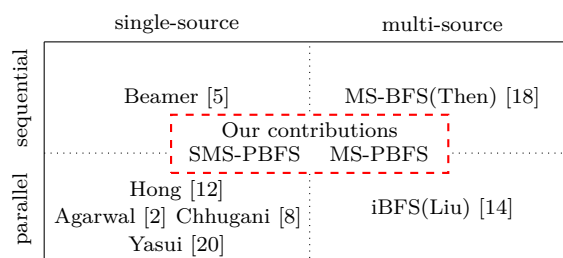 single-source multi-source
sequential
Beamer [5] MS-BFS(Then) [18]
Our contributions
SMS-PBFS MS-PBFS
parallel
Hong [12]
Agarwal [2] Chhugani [8]
Yasui [20]
iBFS(Liu) [14]